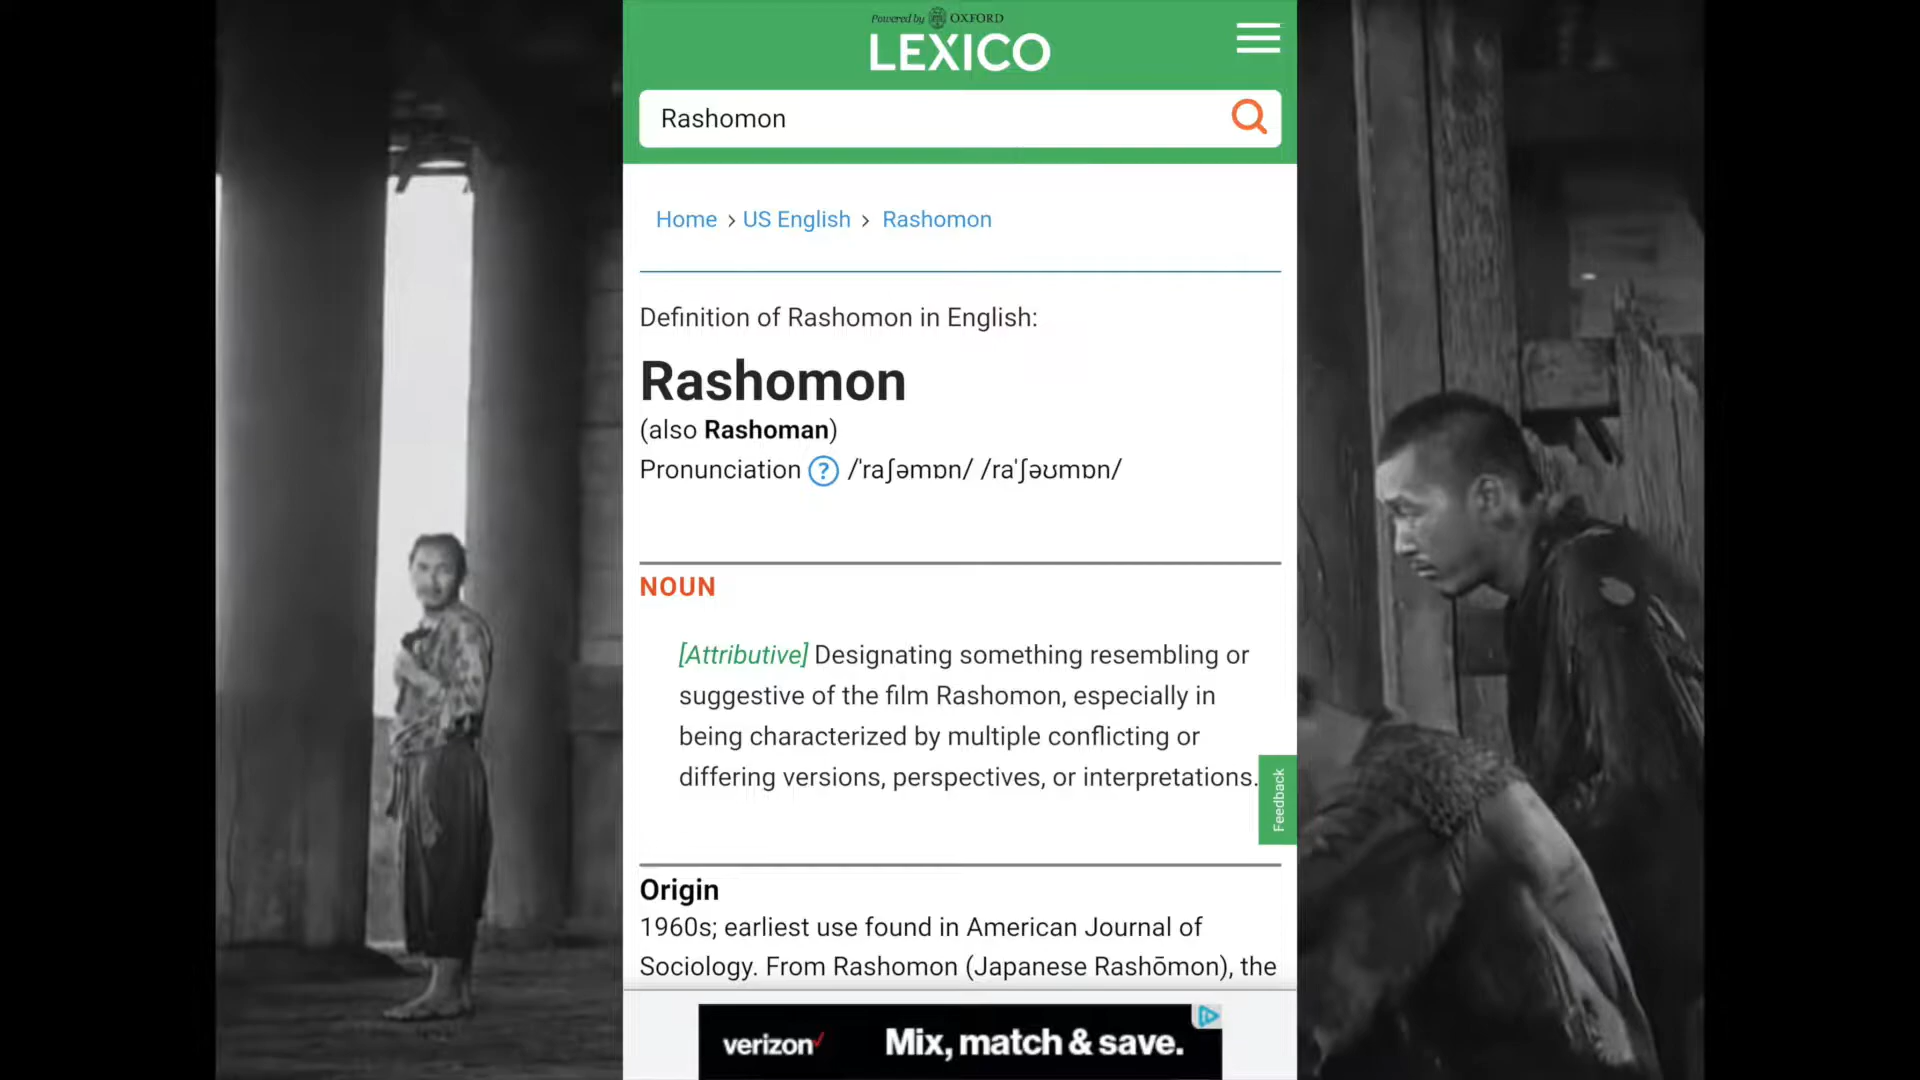 Powered by OXFORD
LEXICO
Rashomon
Home › US English › Rashomon
Definition of Rashomon in English:
Rashomon
(also Rashoman)
Pronunciation ? /ˈraʃəmɒn/ /raˈʃəʊmɒn/
NOUN
[Attributive] Designating something resembling or
suggestive of the film Rashomon, especially in
being characterized by multiple conflicting or
differing versions, perspectives, or interpretations.
Feedback
Origin
1960s; earliest use found in American Journal of
Sociology. From Rashomon (Japanese Rashōmon), the
verizon✓ Mix, match & save.